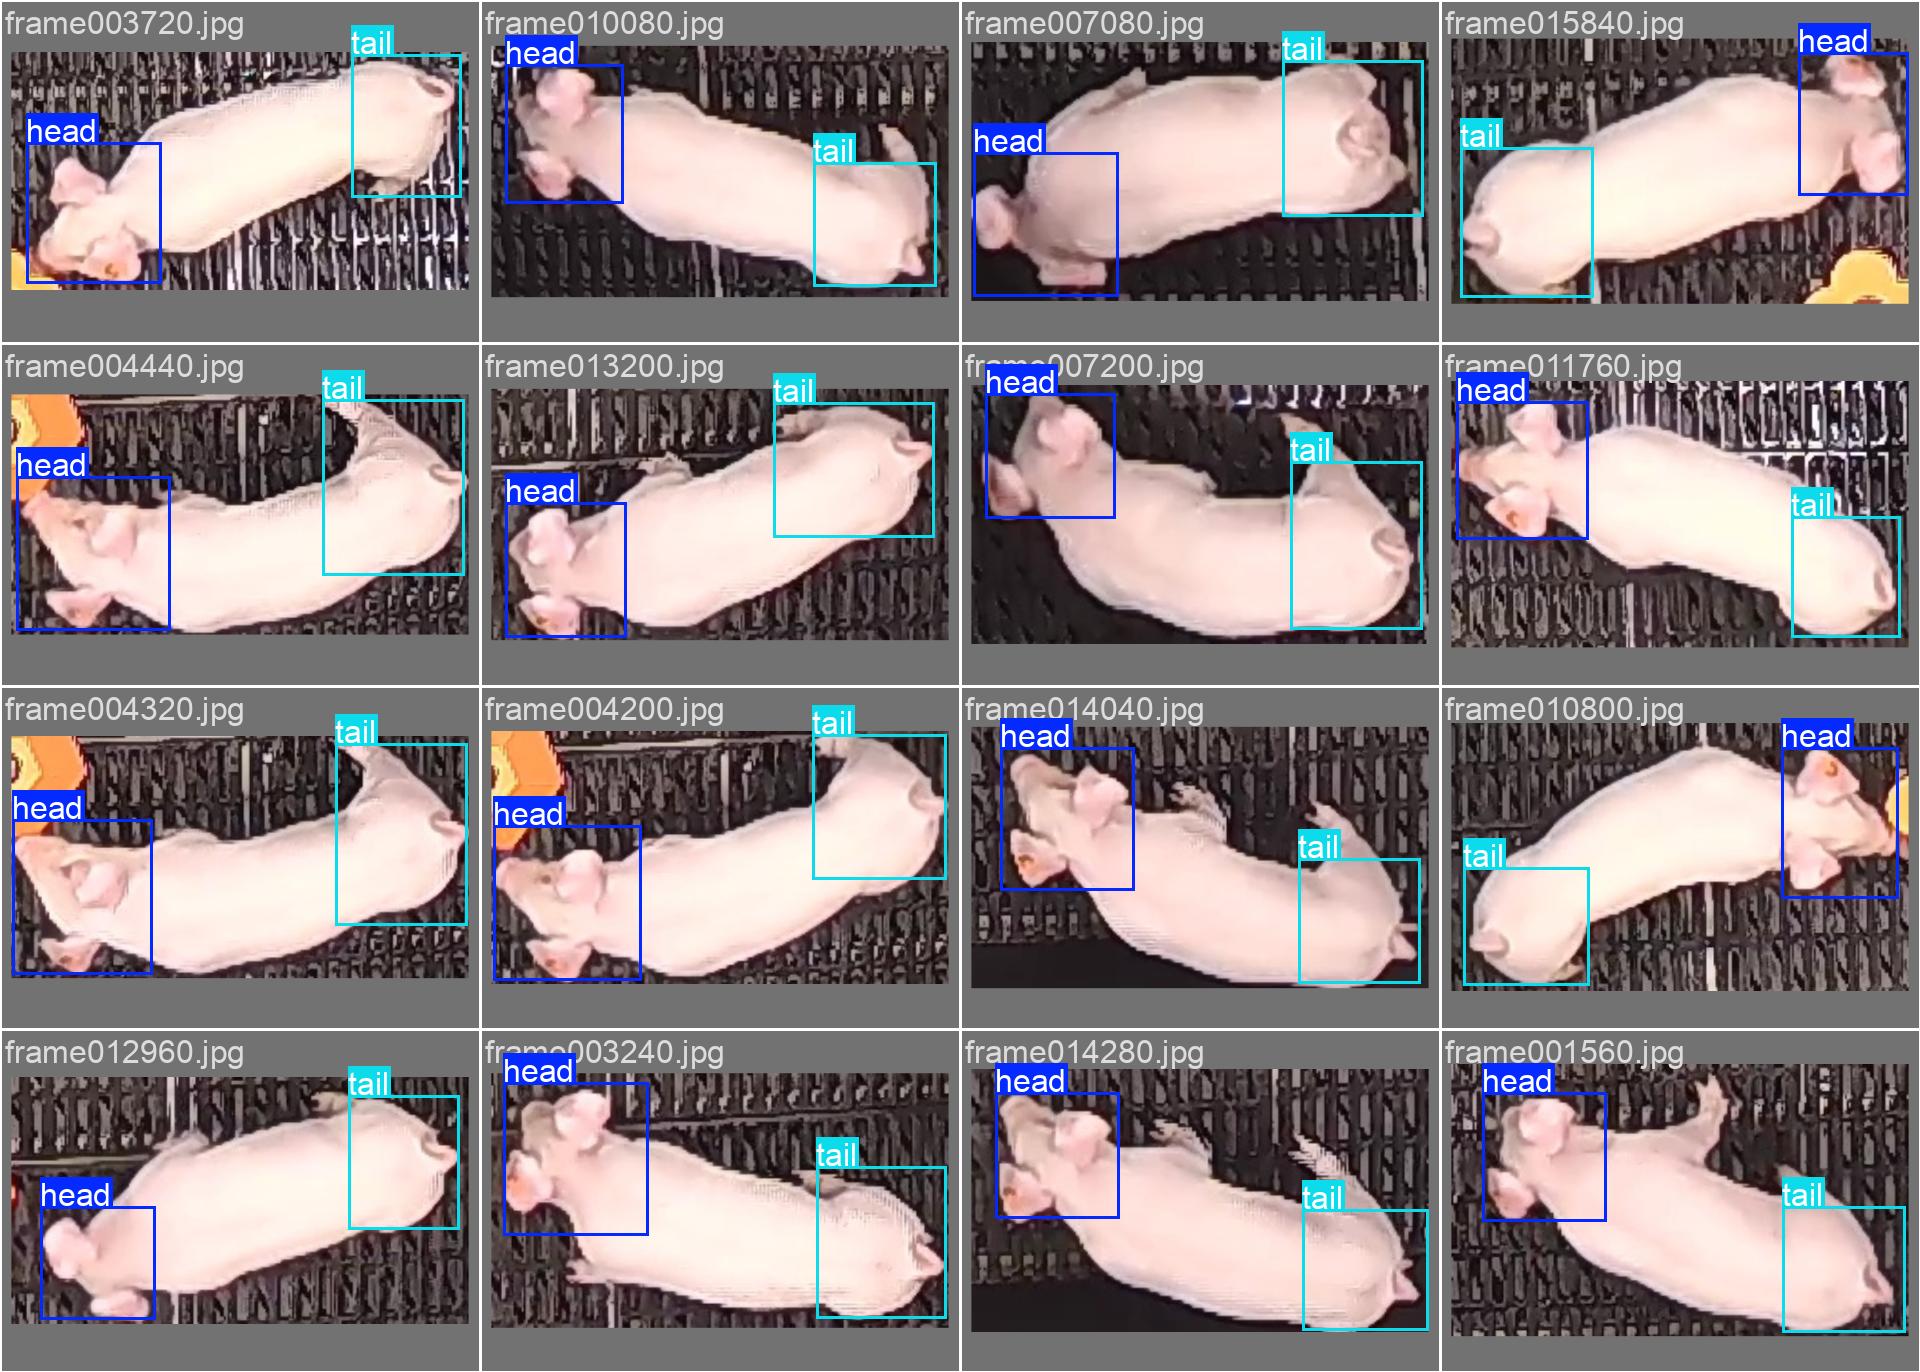 frame003720.jpg
tail
head
frame010080.jpg
head
tail
frame007080.jpg
tail
head
frame015840.jpg
head
tail
frame004440.jpg
tail
head
frame013200.jpg
tail
head
frame007200.jpg
head
tail
frame011760.jpg
head
tail
frame004320.jpg
tail
head
frame004200.jpg
tail
head
frame014040.jpg
head
tail
frame010800.jpg
head
tail
frame012960.jpg
tail
head
frame003240.jpg
head
tail
frame014280.jpg
head
tail
frame001560.jpg
head
tail